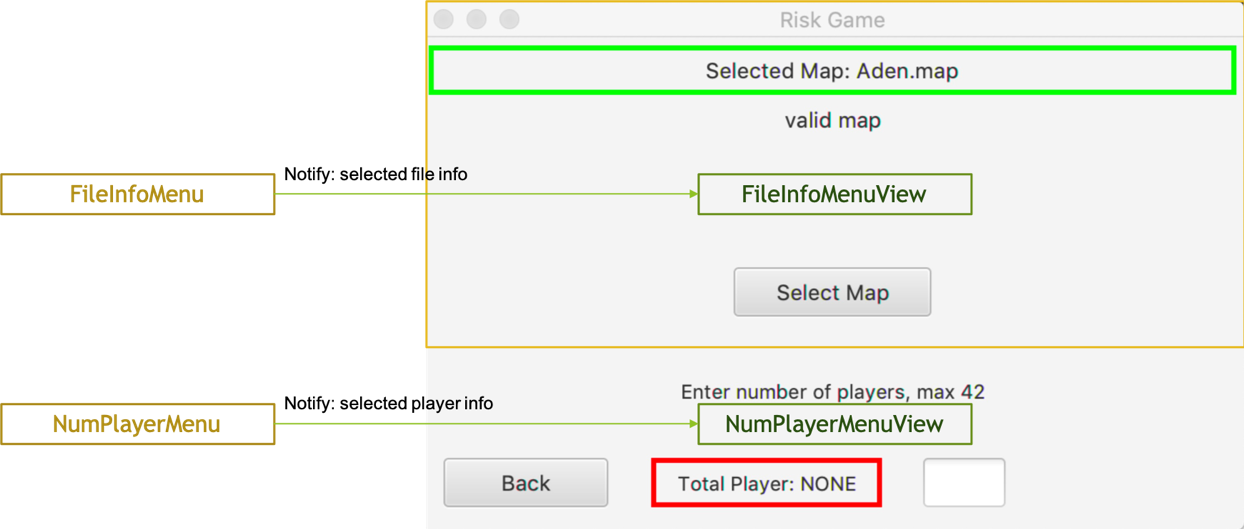 Risk Game
Selected Map: Aden.map
valid map
Notify: selected file info
FileInfoMenu
FileInfoMenuView
Select Map
Enter number of players, max 42
Notify: selected player info
NumPlayerMenu
NumPlayerMenuView
Back
Total Player: NONE